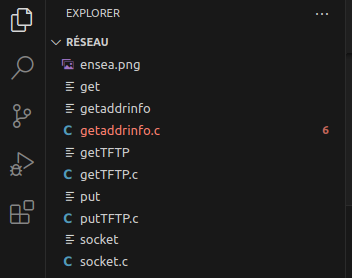 EXPLORER
RÉSEAU
ensea.png
get
getaddrinfo
C getaddrinfo.c 6
getTFTP
C getTFTP.c
put
C putTFTP.c
socket
C socket.c